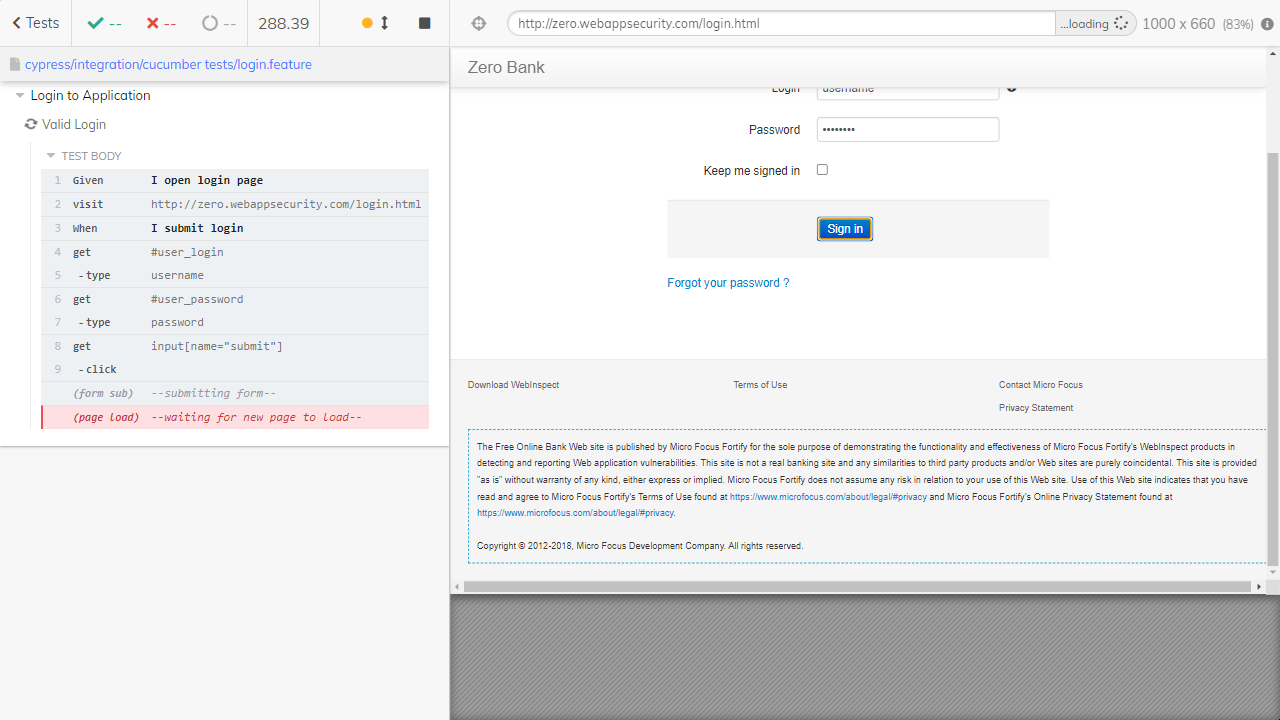 Tests
--
--
--
288.39
http://zero.webappsecurity.com/login.html
...loading
1000 x 660 (83%)
cypress/integration/cucumber tests/login.feature
Login to Application
Valid Login
TEST BODY
1 Given I open login page
2 visit http://zero.webappsecurity.com/login.html
3 When I submit login
4 get #user_login
5 -type username
6 get #user_password
7 -type password
8 get input[name="submit"]
9 -click
(form sub) --submitting form--
(page load) --waiting for new page to load--
Zero Bank
Login username
Password ••••••••
Keep me signed in
Sign in
Forgot your password ?
Download WebInspect Terms of Use Contact Micro Focus
Privacy Statement
The Free Online Bank Web site is published by Micro Focus Fortify for the sole purpose of demonstrating the functionality and effectiveness of Micro Focus Fortify's WebInspect products in
detecting and reporting Web application vulnerabilities. This site is not a real banking site and any similarities to third party products and/or Web sites are purely coincidental. This site is provided
"as is" without warranty of any kind, either express or implied. Micro Focus Fortify does not assume any risk in relation to your use of this Web site. Use of this Web site indicates that you have
read and agree to Micro Focus Fortify's Terms of Use found at https://www.microfocus.com/about/legal/#privacy and Micro Focus Fortify's Online Privacy Statement found at
https://www.microfocus.com/about/legal/#privacy.
Copyright © 2012-2018, Micro Focus Development Company. All rights reserved.